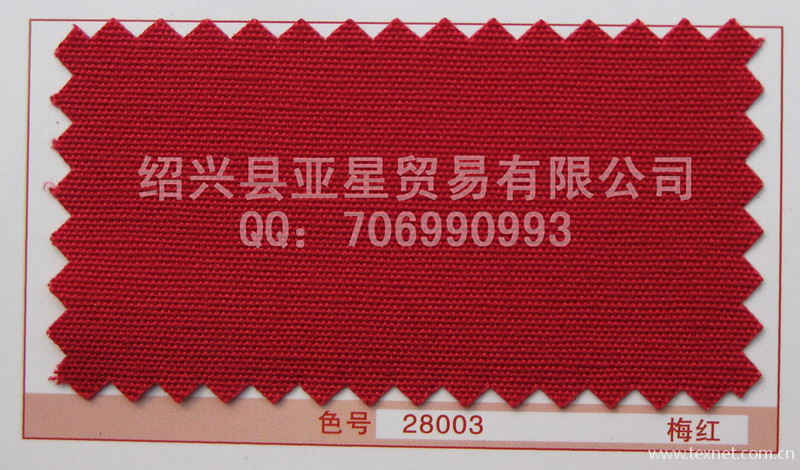 绍兴县亚星贸易有限公司
QQ：706990993
色号 28003 梅红
www.texnet.com.cn